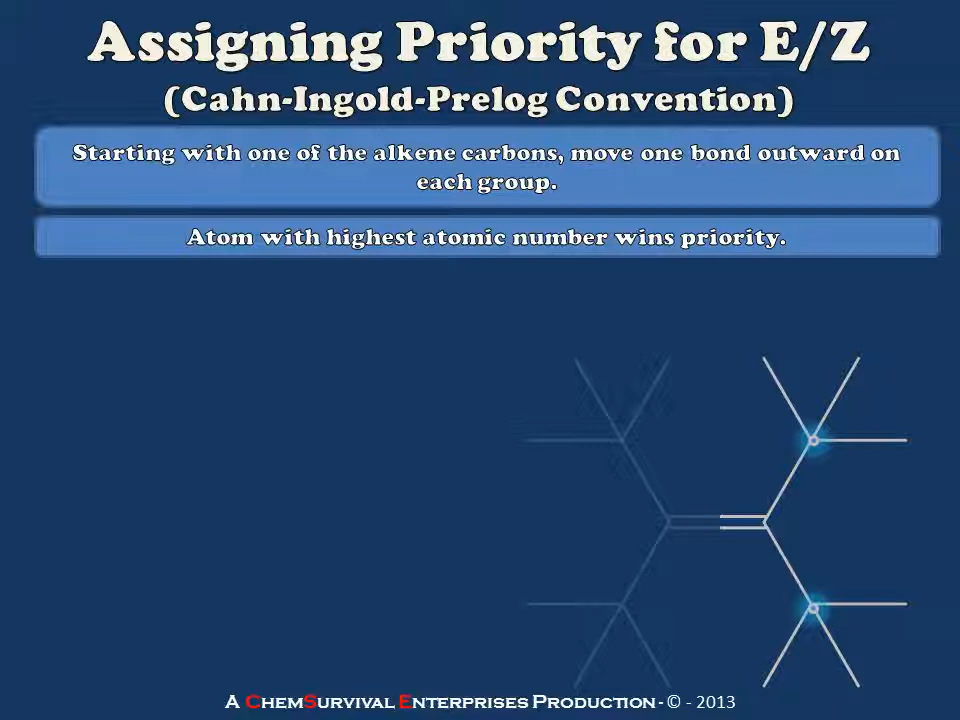 Assigning Priority for E/Z
(Cahn-Ingold-Prelog Convention)
Starting with one of the alkene carbons, move one bond outward on
each group.
Atom with highest atomic number wins priority.
A ChemSurvival Enterprises Production - © - 2013